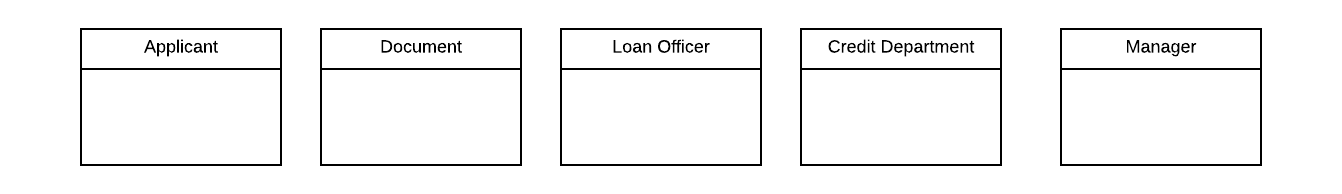 Applicant
Document
Loan Officer
Credit Department
Manager